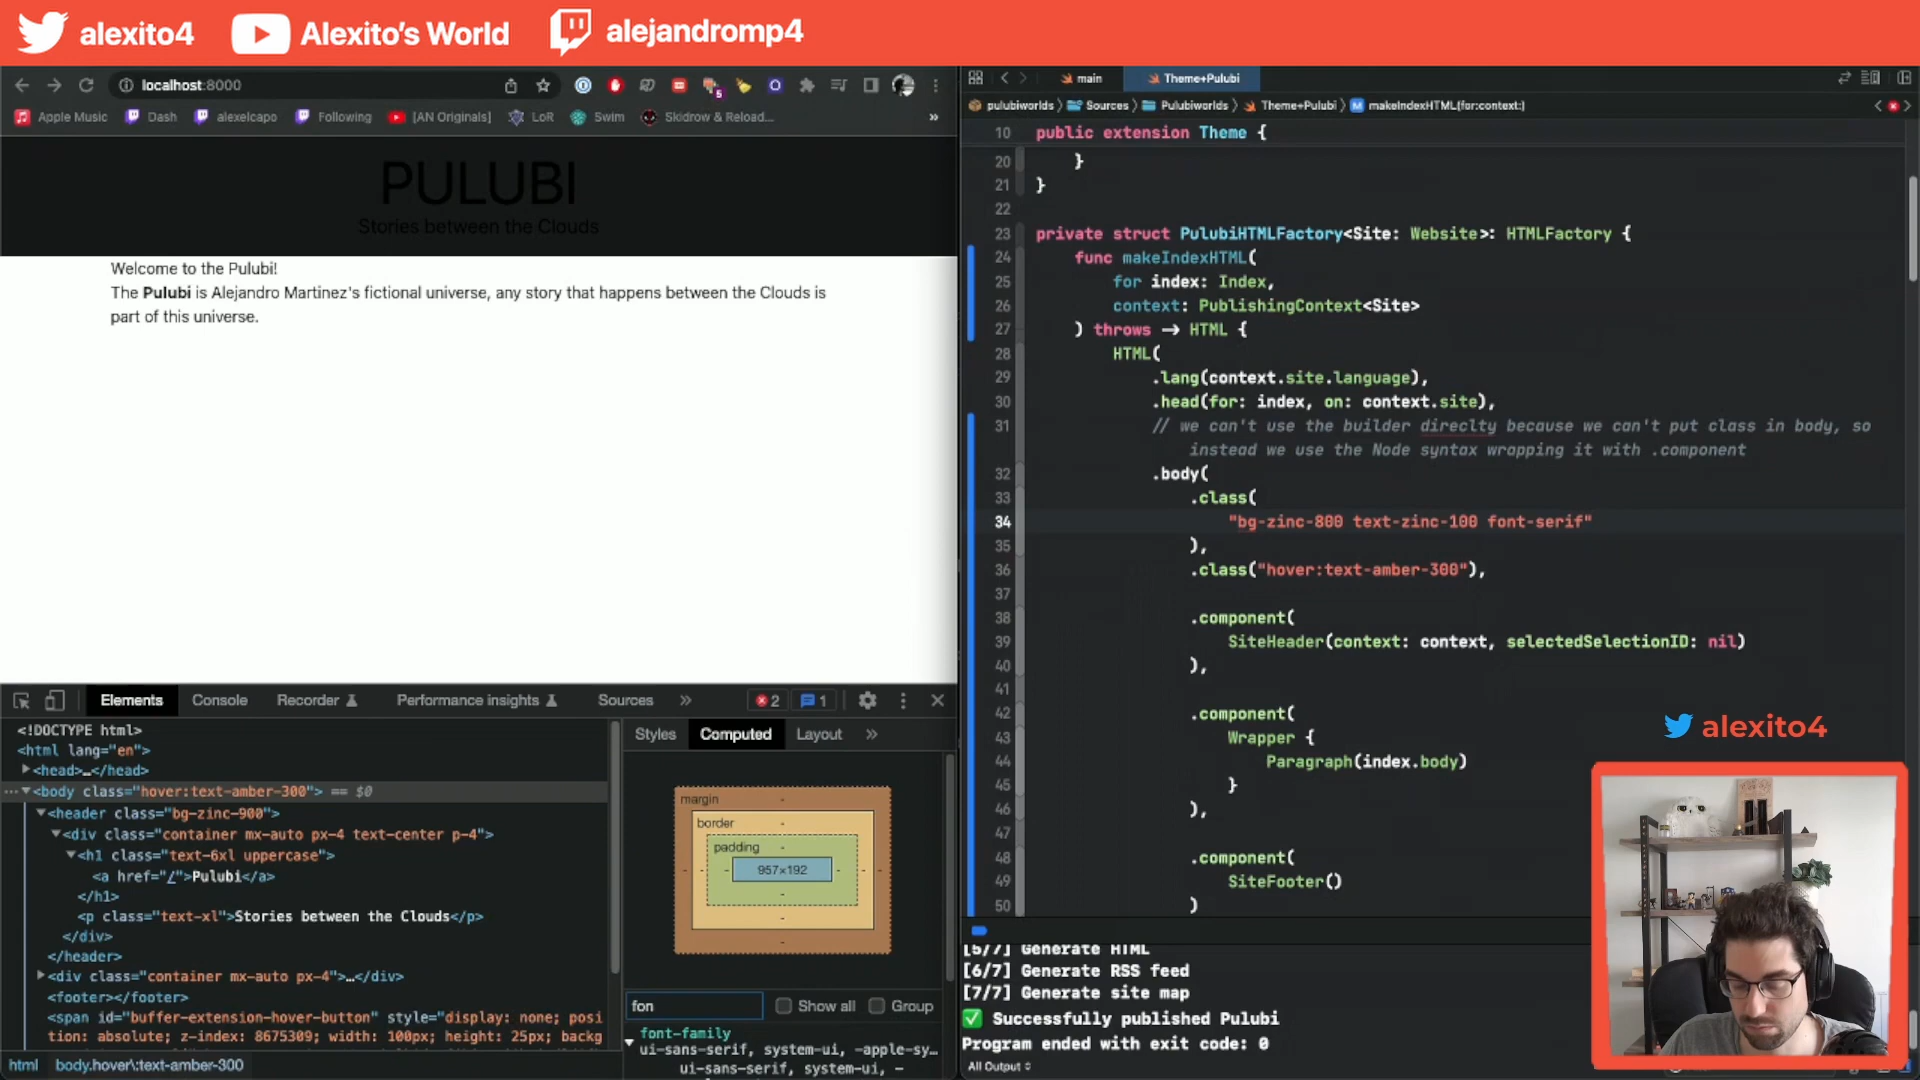 alexito4 Alexito's World alejandromp4
localhost:8000
5
Apple Music Dash alexelcapo Following [AN Originals] LoR Swim Skidrow & Reload... »
PULUBI
Stories between the Clouds
Welcome to the Pulubi!
The Pulubi is Alejandro Martinez's fictional universe, any story that happens between the Clouds is
part of this universe.
Elements Console Recorder Performance insights Sources » 2 1
<!DOCTYPE html>
<html lang="en">
<head>…</head>
<body class="hover:text-amber-300"> == $0
<header class="bg-zinc-900">
<div class="container mx-auto px-4 text-center p-4">
<h1 class="text-6xl uppercase">
<a href="/">Pulubi</a>
</h1>
<p class="text-xl">Stories between the Clouds</p>
</div>
</header>
<div class="container mx-auto px-4">…</div>
<footer></footer>
<span id="buffer-extension-hover-button" style="display: none; posi
tion: absolute; z-index: 8675309; width: 100px; height: 25px; backg
html body.hover\:text-amber-300
Styles Computed Layout »
margin -
border -
padding -
- - - 957×192 - - -
-
-
-
fon Show all Group
font-family
ui-sans-serif, system-ui, -apple-sy…
ui-sans-serif, system-ui, -
main Theme+Pulubi
pulubiworlds Sources Pulubiworlds Theme+Pulubi M makeIndexHTML(for:context:)
10 public extension Theme {
20 }
21 }
22
23 private struct PulubiHTMLFactory<Site: Website>: HTMLFactory {
24 func makeIndexHTML(
25 for index: Index,
26 context: PublishingContext<Site>
27 ) throws -> HTML {
28 HTML(
29 .lang(context.site.language),
30 .head(for: index, on: context.site),
31 // we can't use the builder direclty because we can't put class in body, so
instead we use the Node syntax wrapping it with .component
32 .body(
33 .class(
34 "bg-zinc-800 text-zinc-100 font-serif"
35 ),
36 .class("hover:text-amber-300"),
37
38 .component(
39 SiteHeader(context: context, selectedSelectionID: nil)
40 ),
41
42 .component(
43 Wrapper {
44 Paragraph(index.body)
45 }
46 ),
47
48 .component(
49 SiteFooter()
50 )
[5/7] Generate HTML
[6/7] Generate RSS feed
[7/7] Generate site map
✅ Successfully published Pulubi
Program ended with exit code: 0
All Output
alexito4